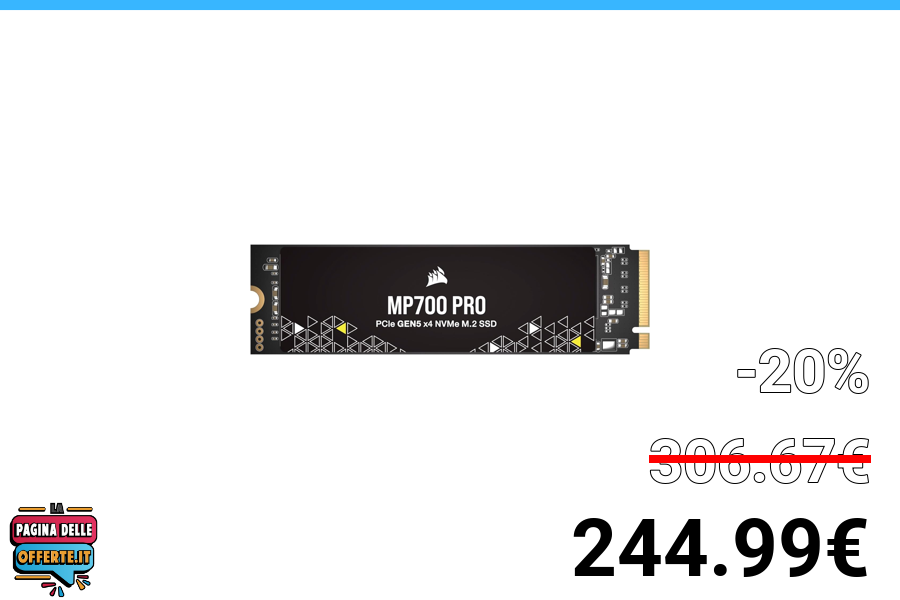 MP700 PRO
PCIe GEN5 x4 NVMe M.2 SSD
-20%
306.67€
244.99€
LA
PAGINA DELLE
OFFERTE.IT